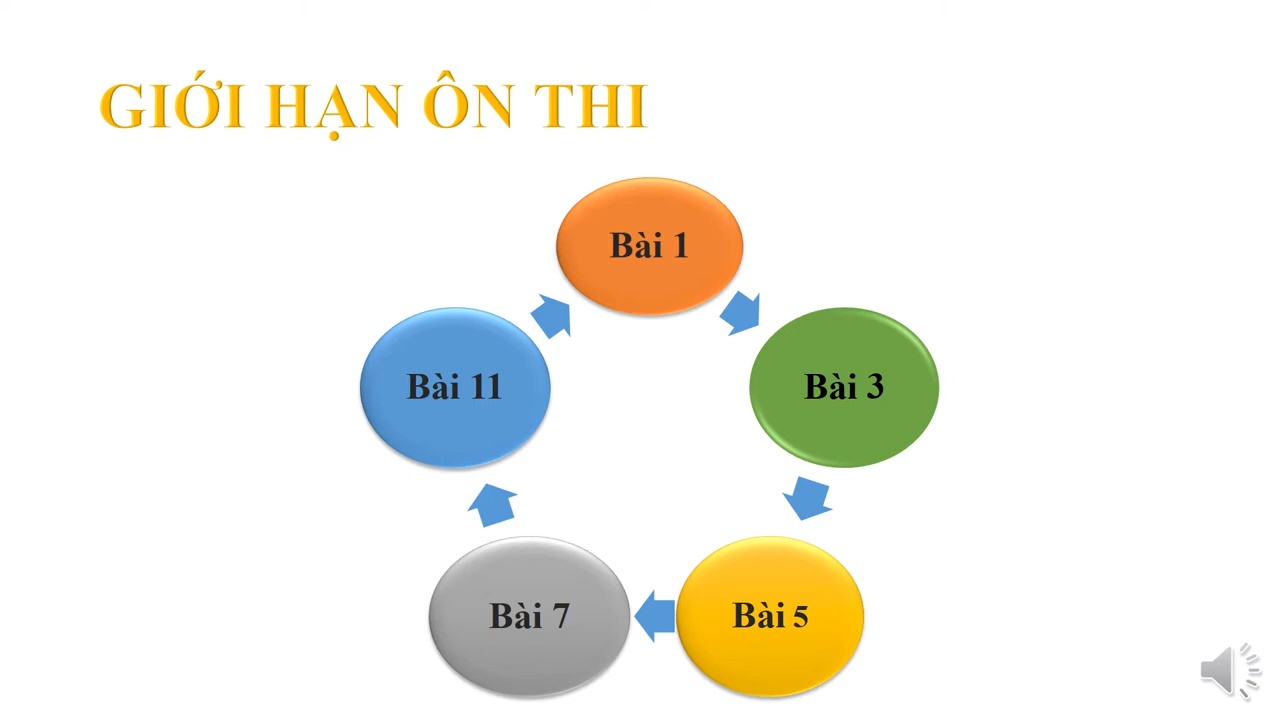 GIỚI HẠN ÔN THI
Bài 1
Bài 3
Bài 5
Bài 7
Bài 11